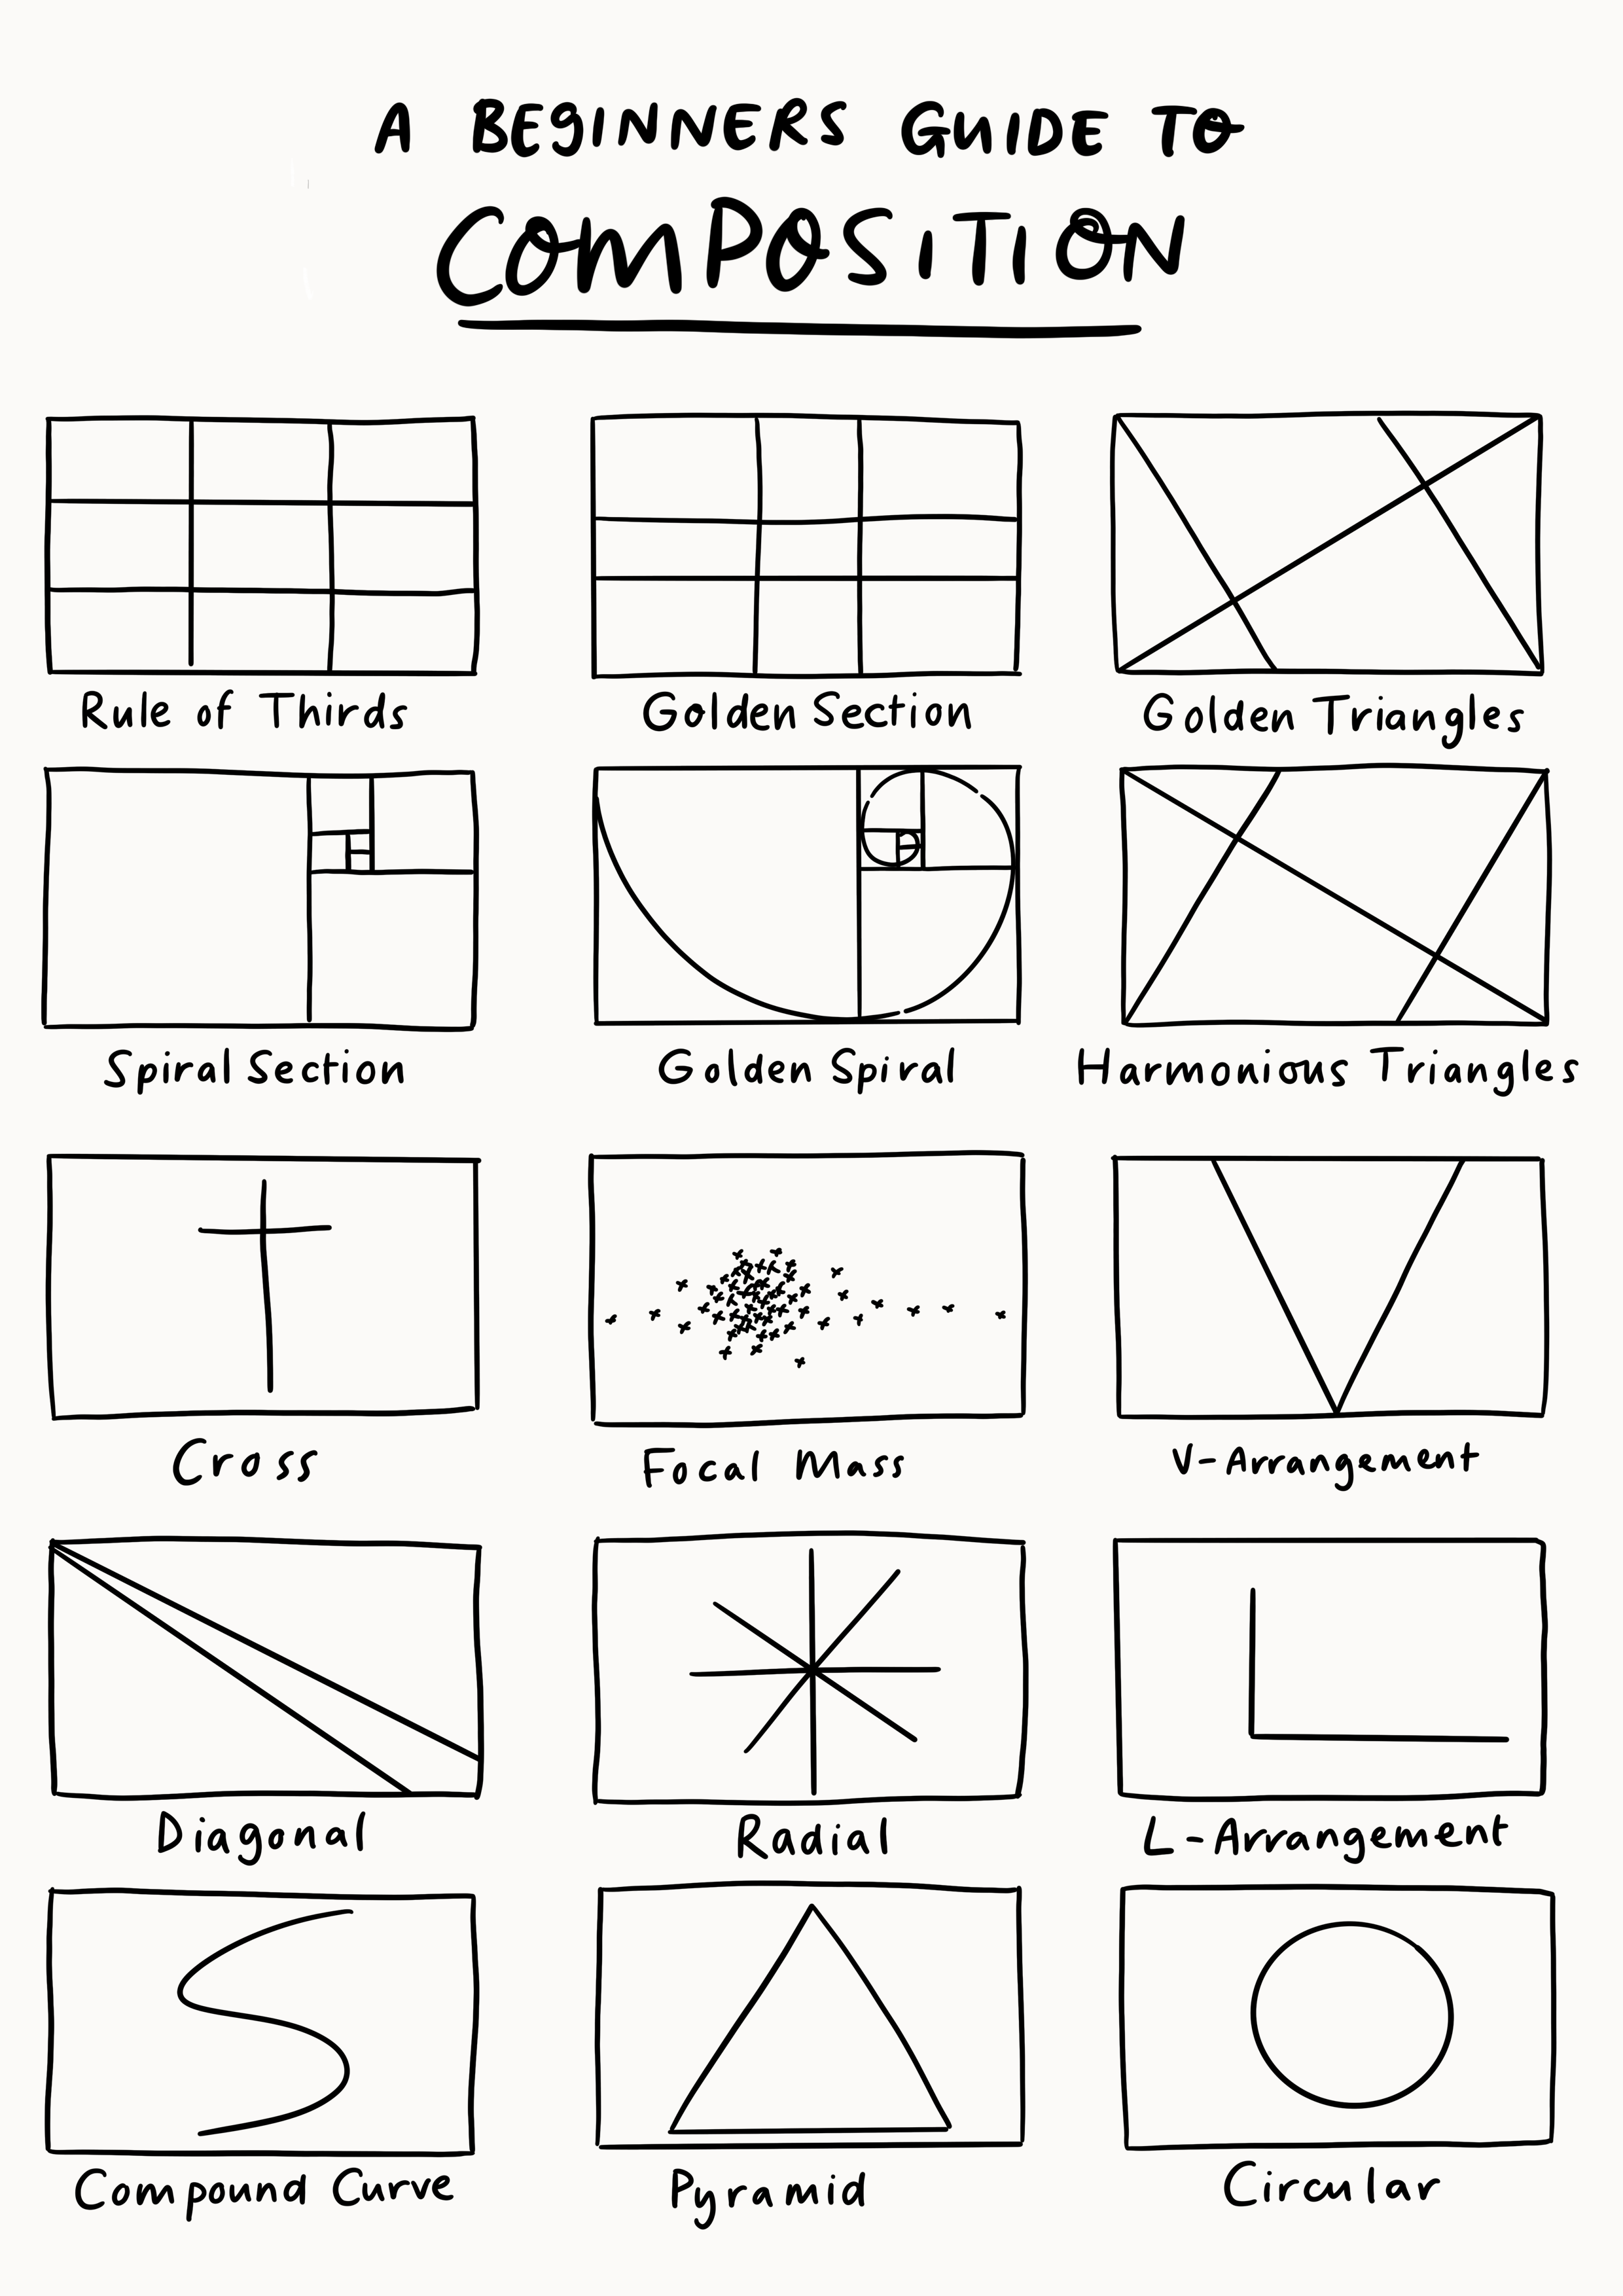 A BEGINNERS GUIDE TO
COMPOSITION
Rule of Thirds
Golden Section
Golden Triangles
Spiral Section
Golden Spiral
Harmonious Triangles
Cross
Focal Mass
V-Arrangement
Diagonal
Radial
L-Arrangement
Compound Curve
Pyramid
Circular